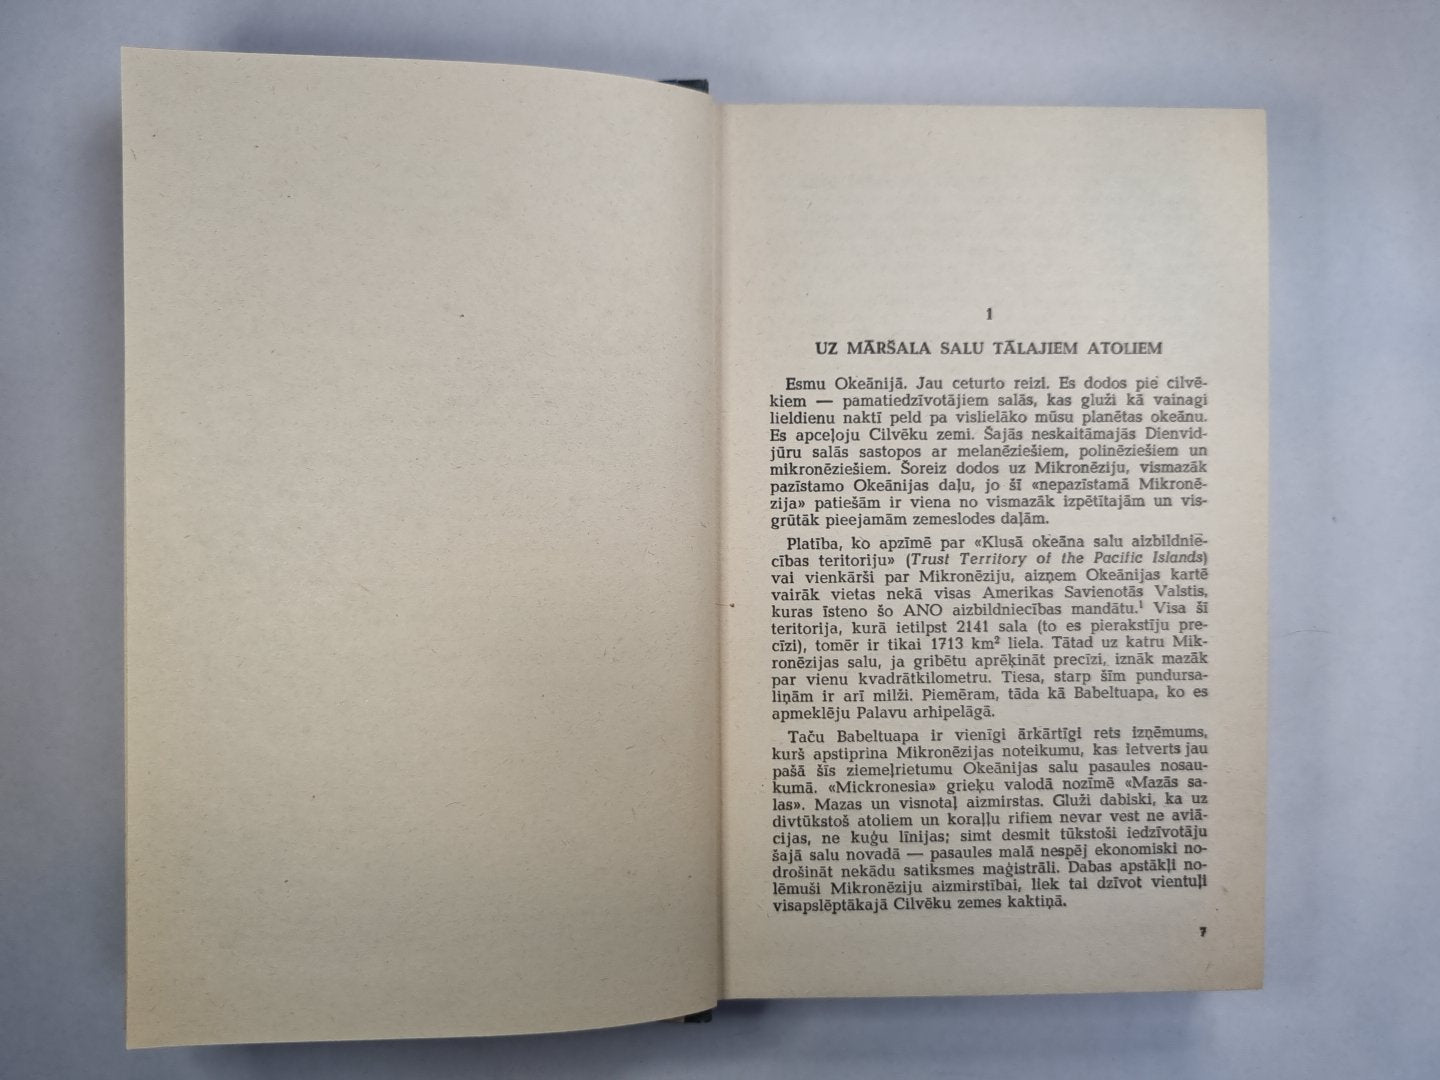 1
UZ MĀRŠALA SALU TĀLAJIEM ATOLIEM
Esmu Okeānijā. Jau ceturto reizi. Es dodos pie cilvē-
kiem — pamatiedzīvotājiem salās, kas gluži kā vainagi
lieldienu naktī peld pa vislielāko mūsu planētas okeānu.
Es apceļoju Cilvēku zemi. Šajās neskaitāmajās Dienvid-
jūru salās sastopos ar melanēziešiem, polinēziešiem un
mikronēziešiem. Šoreiz dodos uz Mikronēziju, vismazāk
pazīstamo Okeānijas daļu, jo šī «nepazīstamā Mikronē-
zija» patiešām ir viena no vismazāk izpētītajām un vis-
grūtāk pieejamām zemeslodes daļām.
Platība, ko apzīmē par «Klusā okeāna salu aizbildnie-
cības teritoriju» (Trust Territory of the Pacific Islands)
vai vienkārši par Mikronēziju, aizņem Okeānijas kartē
vairāk vietas nekā visas Amerikas Savienotās Valstis,
kuras īsteno šo ANO aizbildniecības mandātu.¹ Visa šī
teritorija, kurā ietilpst 2141 sala (to es pierakstīju pre-
cīzi), tomēr ir tikai 1713 km² liela. Tātad uz katru Mik-
ronēzijas salu, ja gribētu aprēķināt precīzi, iznāk mazāk
par vienu kvadrātkilometru. Tiesa, starp šīm pundursa-
liņām ir arī milži. Piemēram, tāda kā Babeltuapa, ko es
apmeklēju Palavu arhipelāgā.
Taču Babeltuapa ir vienīgi ārkārtīgi rets izņēmums,
kurš apstiprina Mikronēzijas noteikumu, kas ietverts jau
pašā šīs ziemeļrietumu Okeānijas salu pasaules nosau-
kumā. «Mickronesia» grieķu valodā nozīmē «Mazās sa-
las». Mazas un visnotaļ aizmirstas. Gluži dabiski, ka uz
divtūkstoš atoliem un koraļļu rifiem nevar vest ne aviā-
cijas, ne kuģu līnijas; simt desmit tūkstoši iedzīvotāju
šajā salu novadā — pasaules malā nespēj ekonomiski no-
drošināt nekādu satiksmes maģistrāli. Dabas apstākļi no-
lēmuši Mikronēziju aizmirstībai, liek tai dzīvot vientuļi
visapslēptākajā Cilvēku zemes kaktiņā.
7